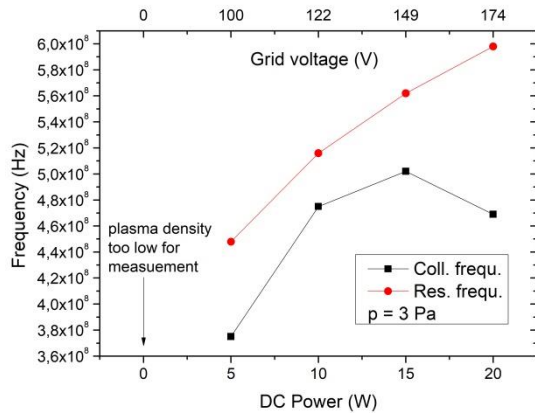 0 100 122 149 174
Grid voltage (V)
6,0x10⁸
5,8x10⁸
5,6x10⁸
5,4x10⁸
5,2x10⁸
5,0x10⁸
4,8x10⁸
4,6x10⁸
4,4x10⁸
4,2x10⁸
4,0x10⁸
3,8x10⁸
3,6x10⁸
Frequency (Hz)
plasma density
too low for
measuement
Coll. frequ.
Res. frequ.
p = 3 Pa
0 5 10 15 20
DC Power (W)